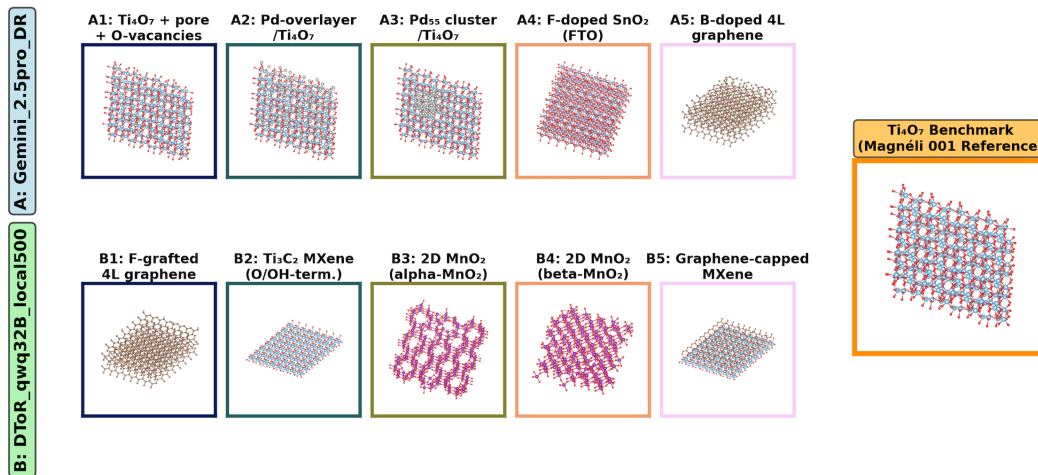 A: Gemini_2.5pro_DR
A1: Ti₄O₇ + pore
+ O-vacancies
A2: Pd-overlayer
/Ti₄O₇
A3: Pd₅₅ cluster
/Ti₄O₇
A4: F-doped SnO₂
(FTO)
A5: B-doped 4L
graphene
Ti₄O₇ Benchmark
(Magnéli 001 Reference
B: DToR_qwq32B_local500
B1: F-grafted
4L graphene
B2: Ti₃C₂ MXene
(O/OH-term.)
B3: 2D MnO₂
(alpha-MnO₂)
B4: 2D MnO₂
(beta-MnO₂)
B5: Graphene-capped
MXene